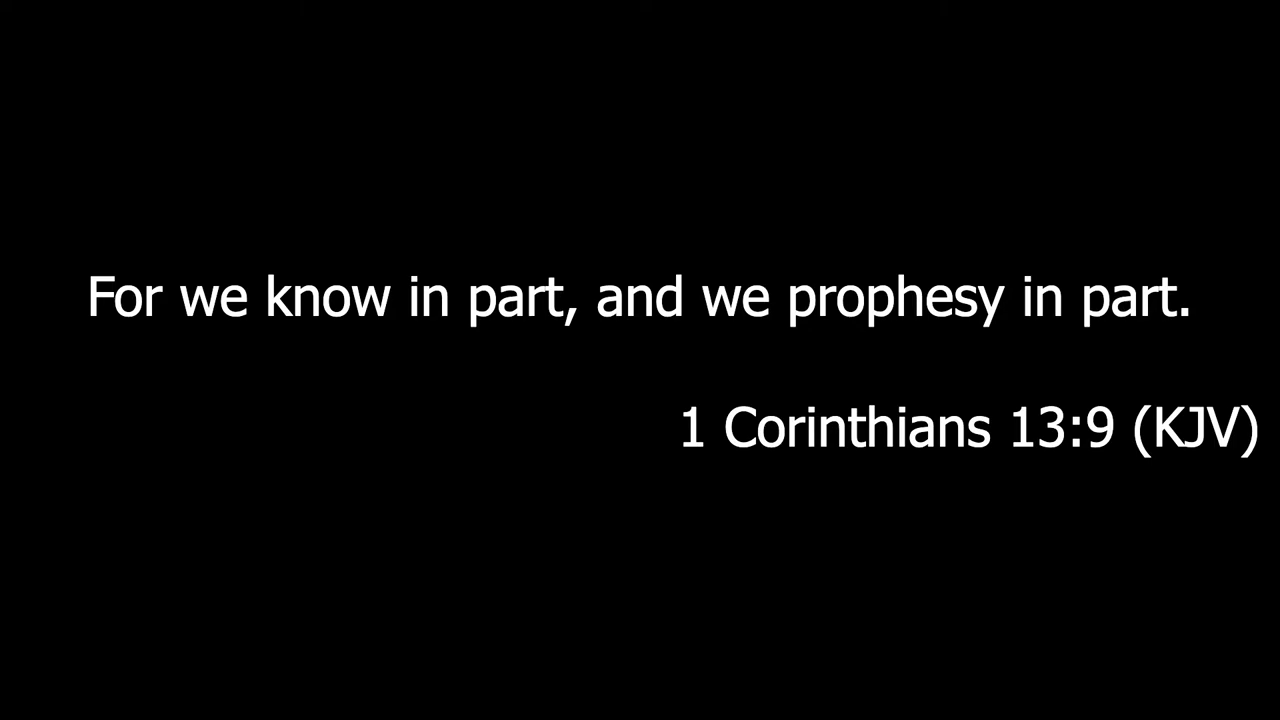 For we know in part, and we prophesy in part.
1 Corinthians 13:9 (KJV)